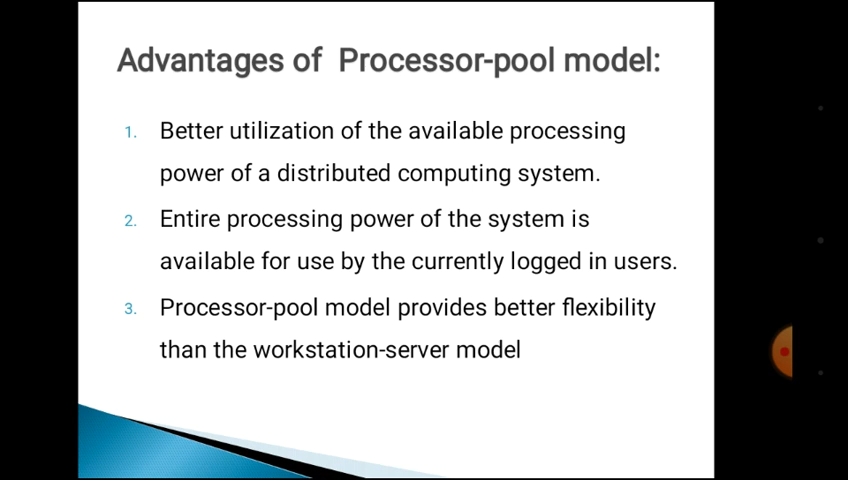 Advantages of Processor-pool model:
1. Better utilization of the available processing
power of a distributed computing system.
2. Entire processing power of the system is
available for use by the currently logged in users.
3. Processor-pool model provides better flexibility
than the workstation-server model